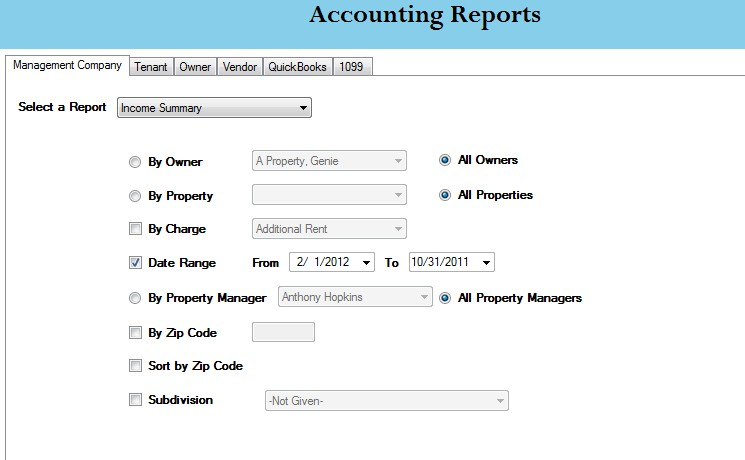 Accounting Reports
Management Company Tenant Owner Vendor QuickBooks 1099
Select a Report Income Summary
By Owner A Property, Genie All Owners
By Property All Properties
By Charge Additional Rent
Date Range From 2/ 1/2012 To 10/31/2011
By Property Manager Anthony Hopkins All Property Managers
By Zip Code
Sort by Zip Code
Subdivision -Not Given-